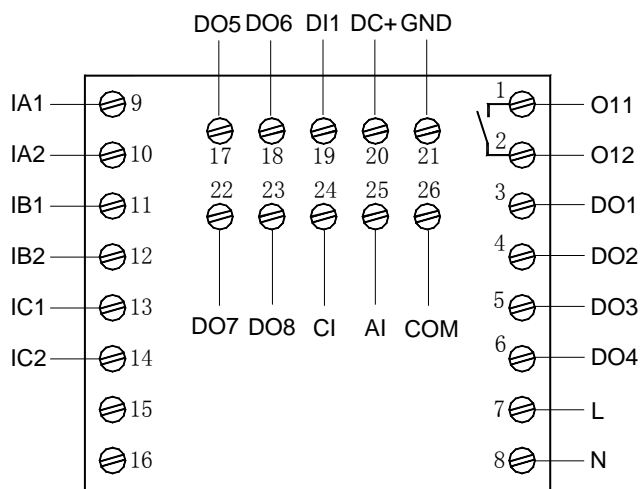 DO5 DO6 DI1 DC+ GND
IA1 9 1 O11
17 18 19 20 21
IA2 10 2 O12
22 23 24 25 26
IB1 11 3 DO1
IB2 12 4 DO2
IC1 13 5 DO3
DO7 DO8 CI AI COM
IC2 14 6 DO4
15 7 L
16 8 N